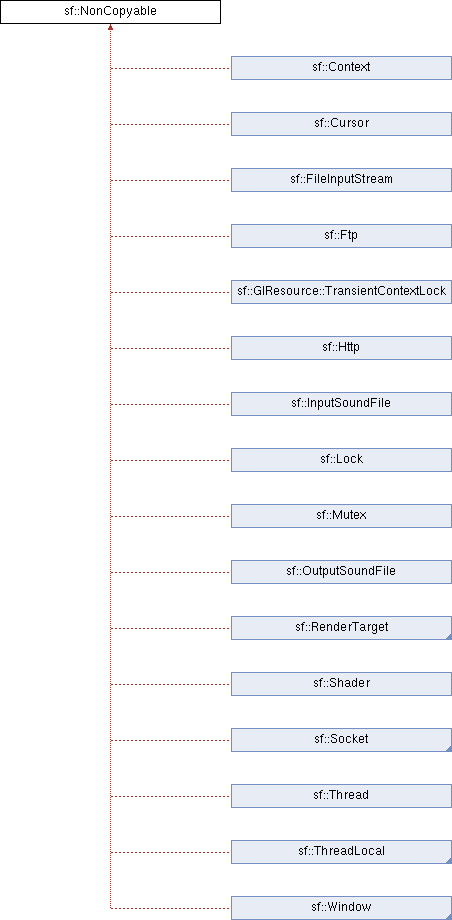 sf::NonCopyable
sf::Context
sf::Cursor
sf::FileInputStream
sf::Ftp
sf::GlResource::TransientContextLock
sf::Http
sf::InputSoundFile
sf::Lock
sf::Mutex
sf::OutputSoundFile
sf::RenderTarget
sf::Shader
sf::Socket
sf::Thread
sf::ThreadLocal
sf::Window